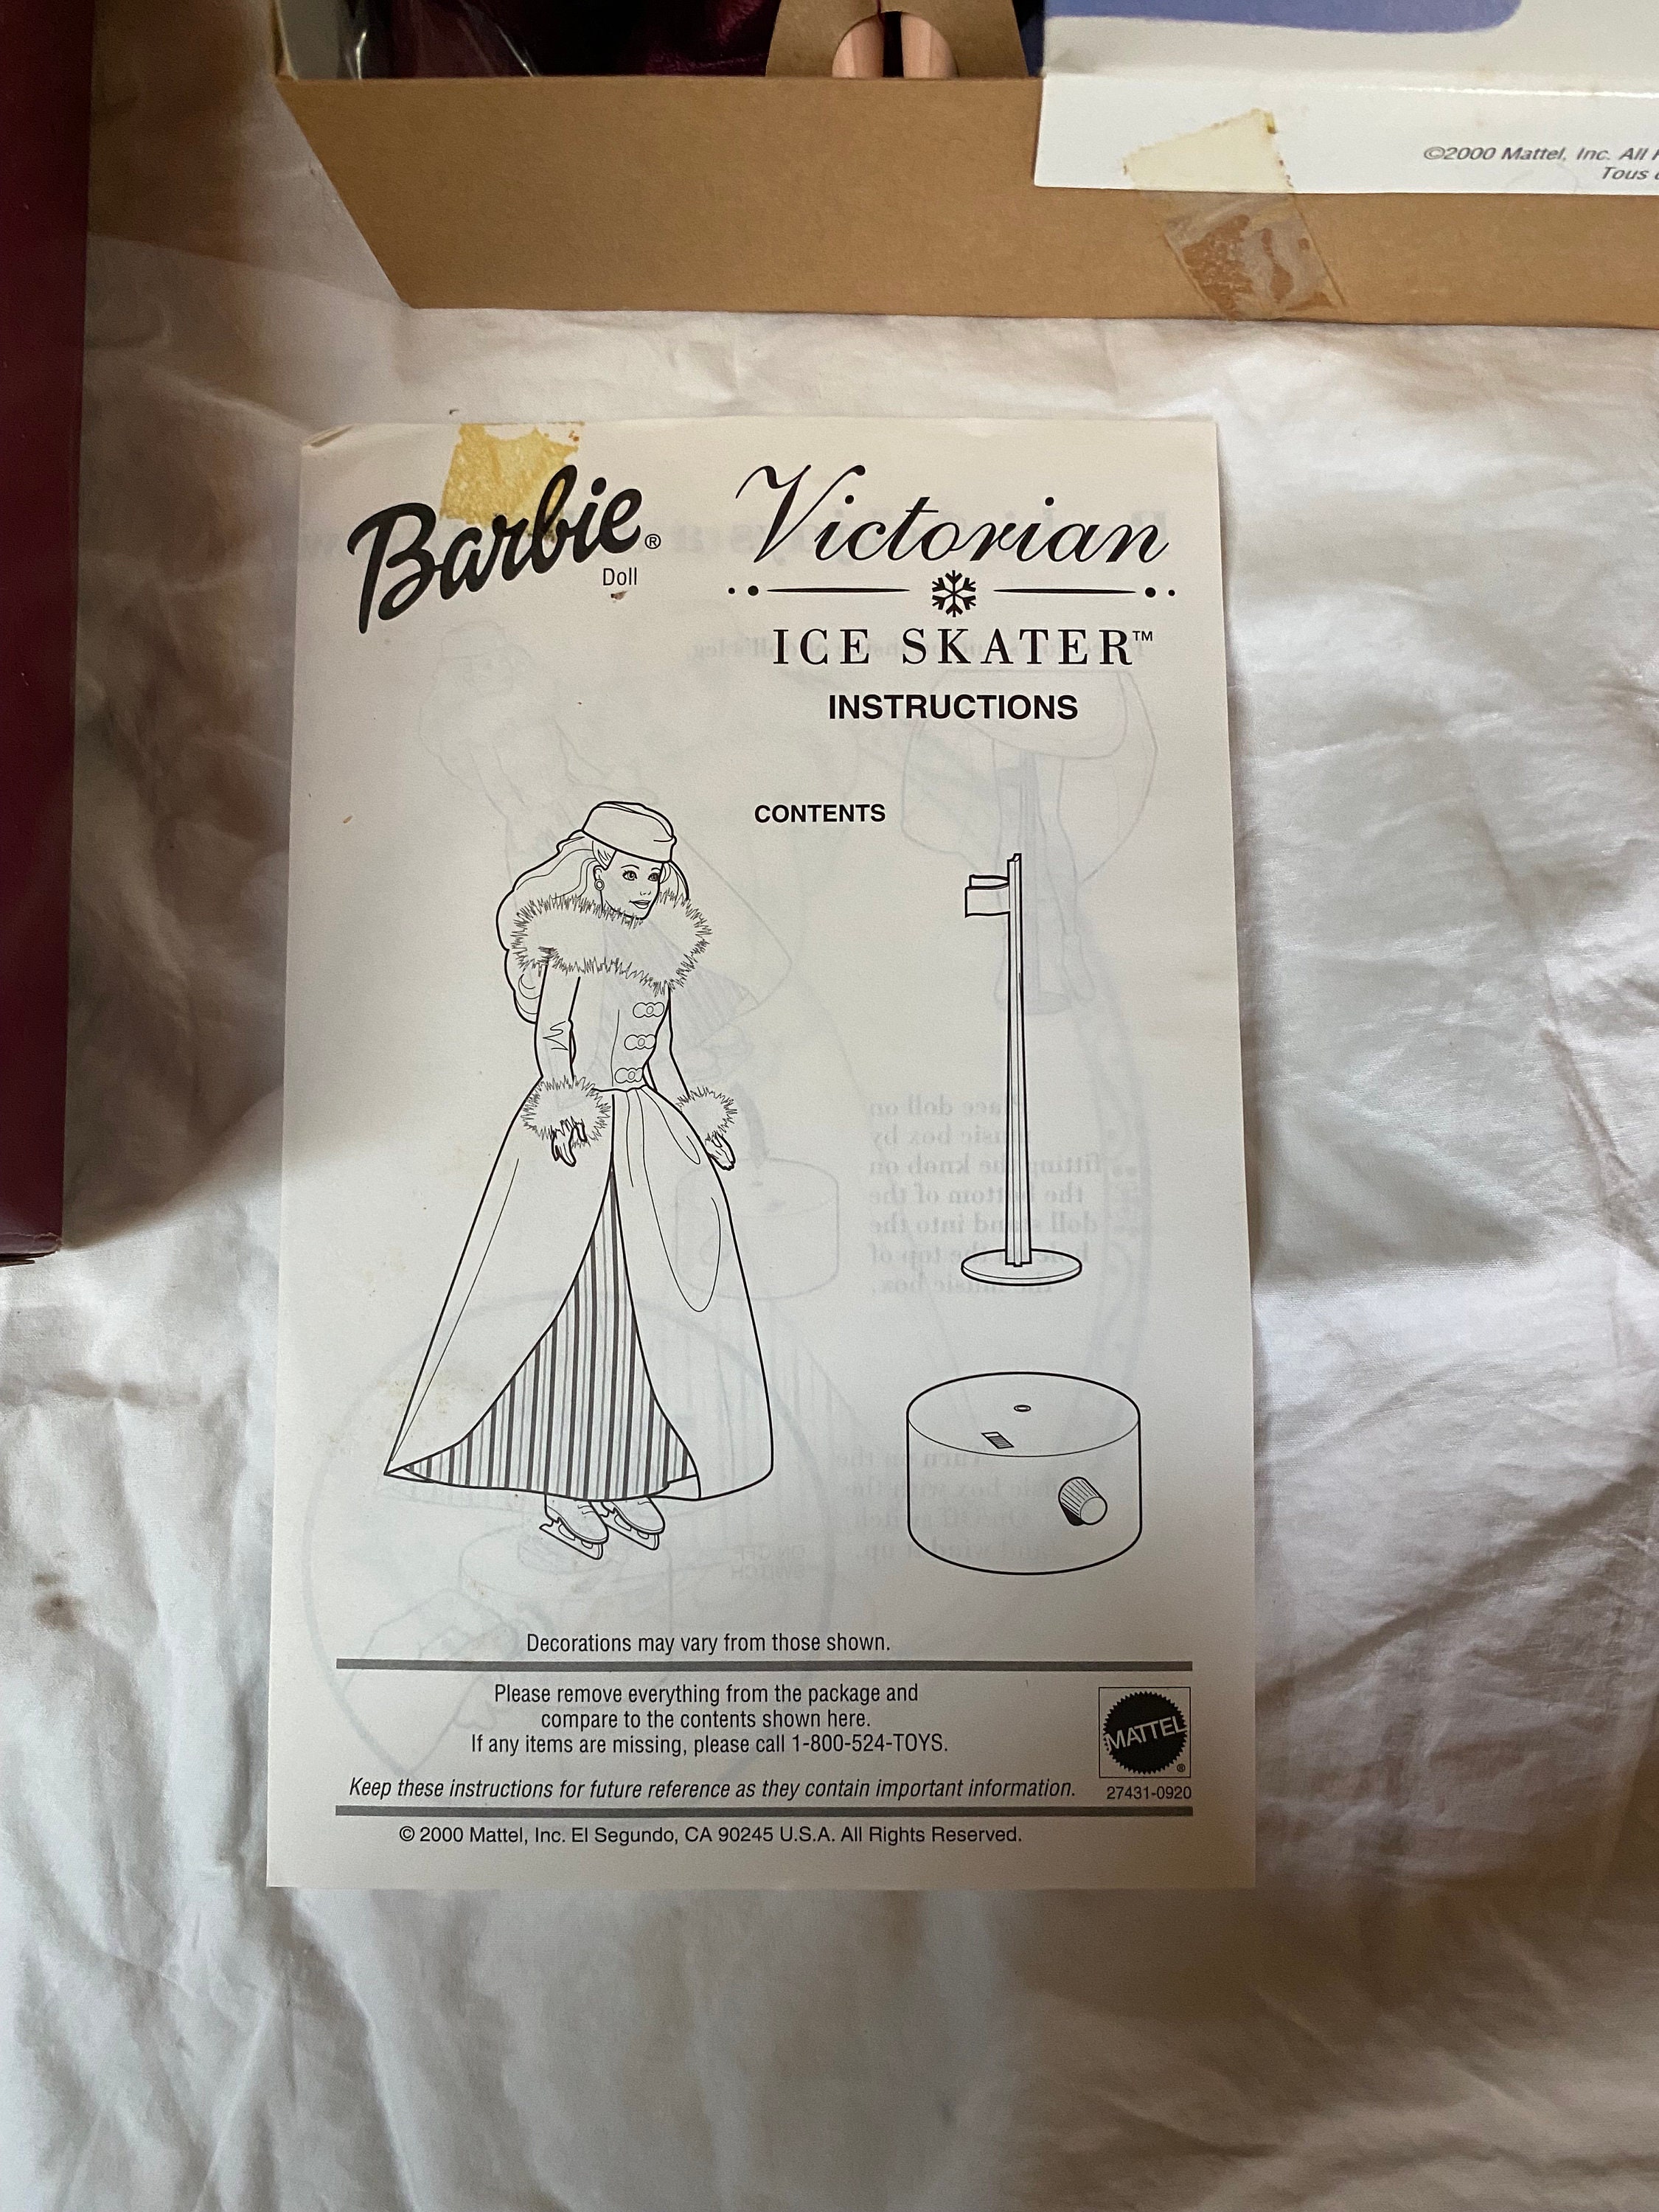 ©2000 Mattel, Inc. All
Tous
Barbie®
Doll
Victorian
ICE SKATER™
INSTRUCTIONS
CONTENTS
Decorations may vary from those shown.
Please remove everything from the package and
compare to the contents shown here.
If any items are missing, please call 1-800-524-TOYS.
Keep these instructions for future reference as they contain important information.
MATTEL®
27431-0920
© 2000 Mattel, Inc. El Segundo, CA 90245 U.S.A. All Rights Reserved.